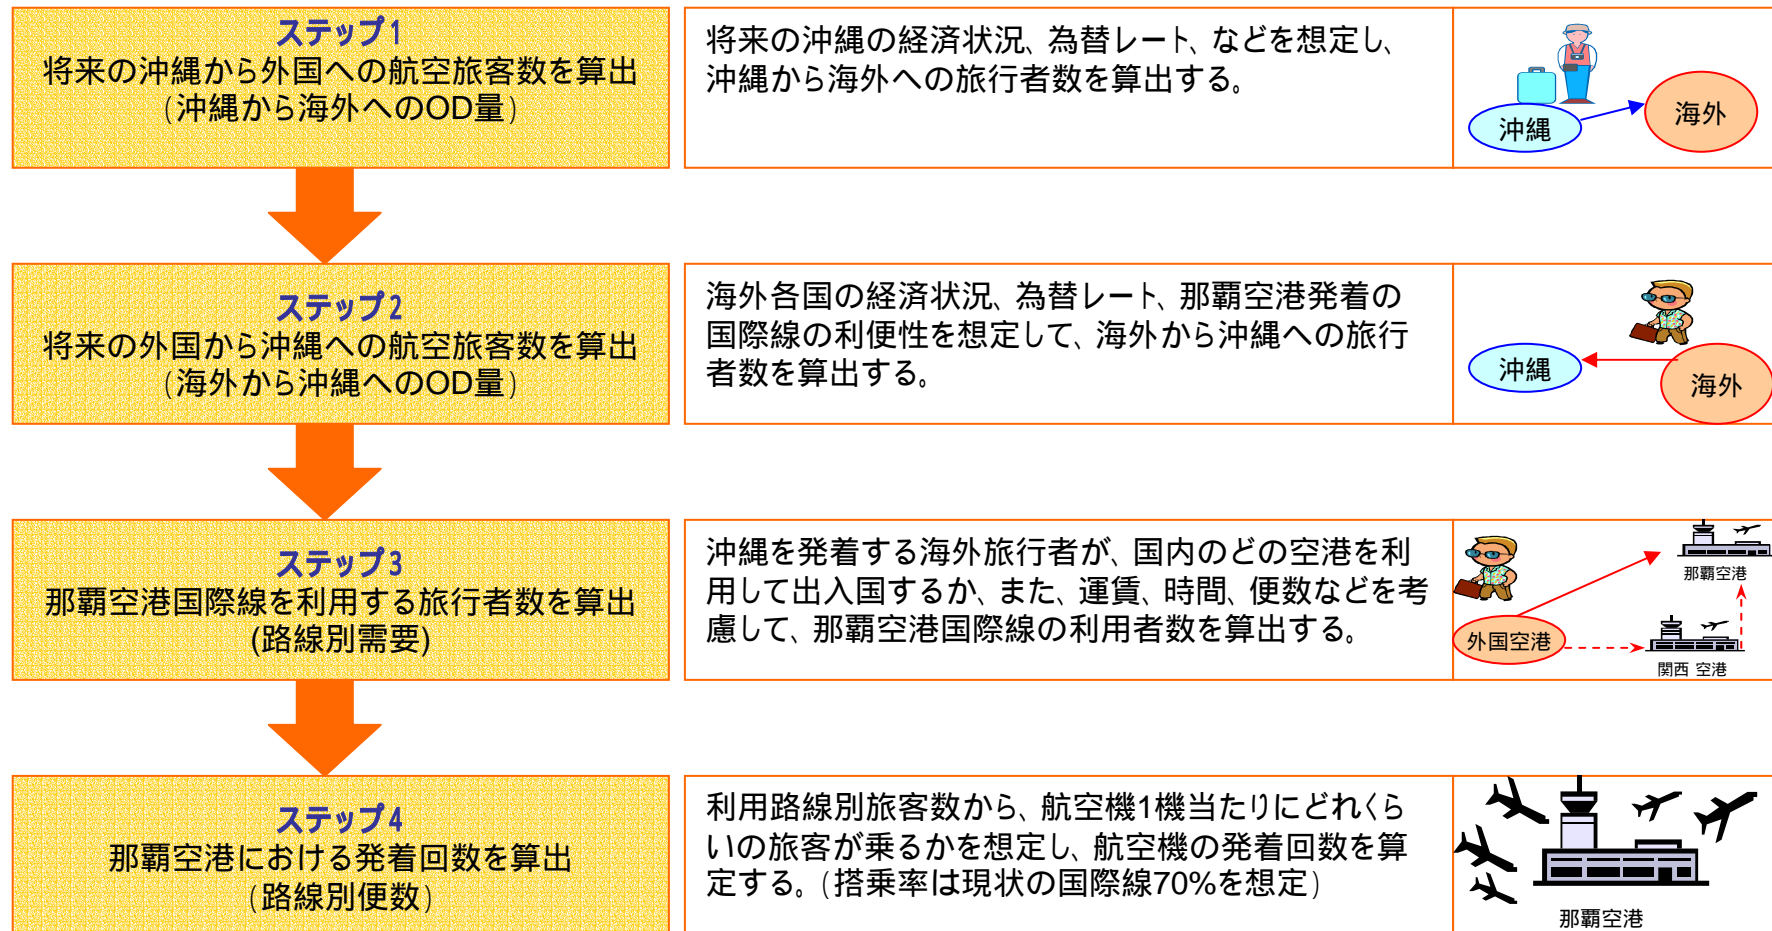 ステップ1
将来の沖縄から外国への航空旅客数を算出
(沖縄から海外へのOD量)
将来の沖縄の経済状況、為替レート、などを想定し、
沖縄から海外への旅行者数を算出する。
沖縄
海外
ステップ2
将来の外国から沖縄への航空旅客数を算出
(海外から沖縄へのOD量)
海外各国の経済状況、為替レート、那覇空港発着の
国際線の利便性を想定して、海外から沖縄への旅行
者数を算出する。
沖縄
海外
ステップ3
那覇空港国際線を利用する旅行者数を算出
(路線別需要)
沖縄を発着する海外旅行者が、国内のどの空港を利
用して出入国するか、また、運賃、時間、便数などを考
慮して、那覇空港国際線の利用者数を算出する。
那覇空港
外国空港
関西 空港
ステップ4
那覇空港における発着回数を算出
(路線別便数)
利用路線別旅客数から、航空機1機当たりにどれくら
いの旅客が乗るかを想定し、航空機の発着回数を算
定する。(搭乗率は現状の国際線70%を想定)
那覇空港